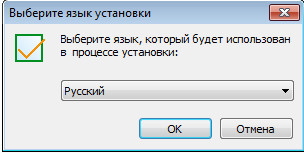 Выберите язык установки
Выберите язык, который будет использован
в процессе установки:
Русский
OK
Отмена